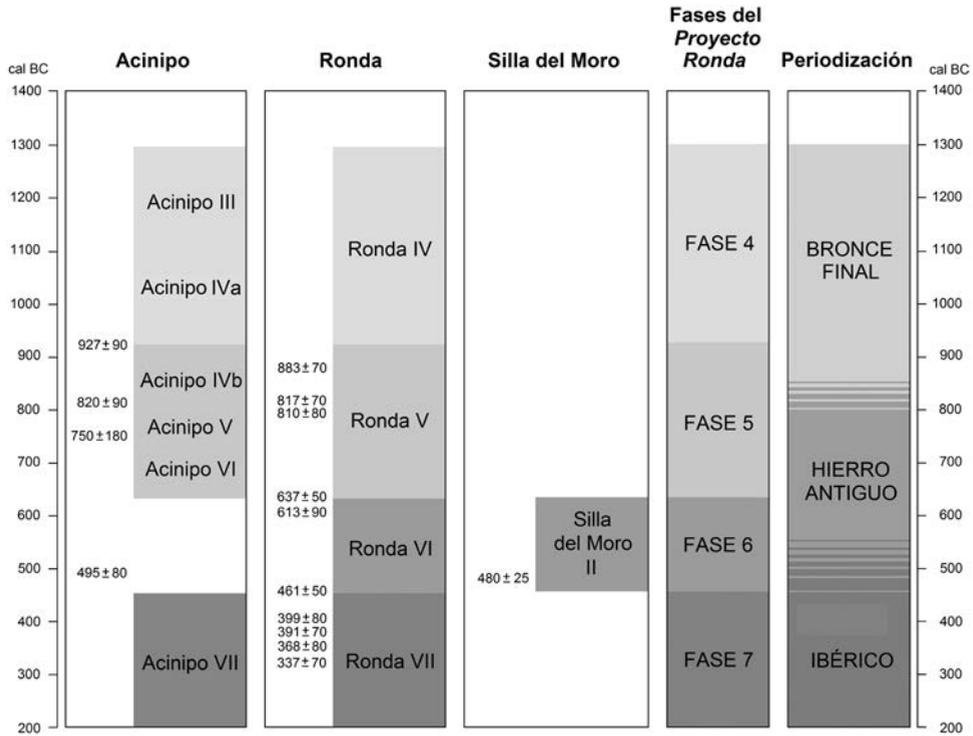 cal BC
1400
1300
1200
1100
1000
900
800
700
600
500
400
300
200
Acinipo
Acinipo III
Acinipo IVa
927±90
Acinipo IVb
820±90
Acinipo V
750±180
Acinipo VI
495±80
Acinipo VII
Ronda
Ronda IV
883±70
817±70
810±80
Ronda V
637±50
613±90
Ronda VI
461±50
399±80
391±70
368±80
337±70
Ronda VII
Silla del Moro
Silla
del Moro
II
480±25
Fases del
Proyecto
Ronda
FASE 4
FASE 5
FASE 6
FASE 7
Periodización
BRONCE
FINAL
HIERRO
ANTIGUO
IBÉRICO
cal BC
1400
1300
1200
1100
1000
900
800
700
600
500
400
300
200